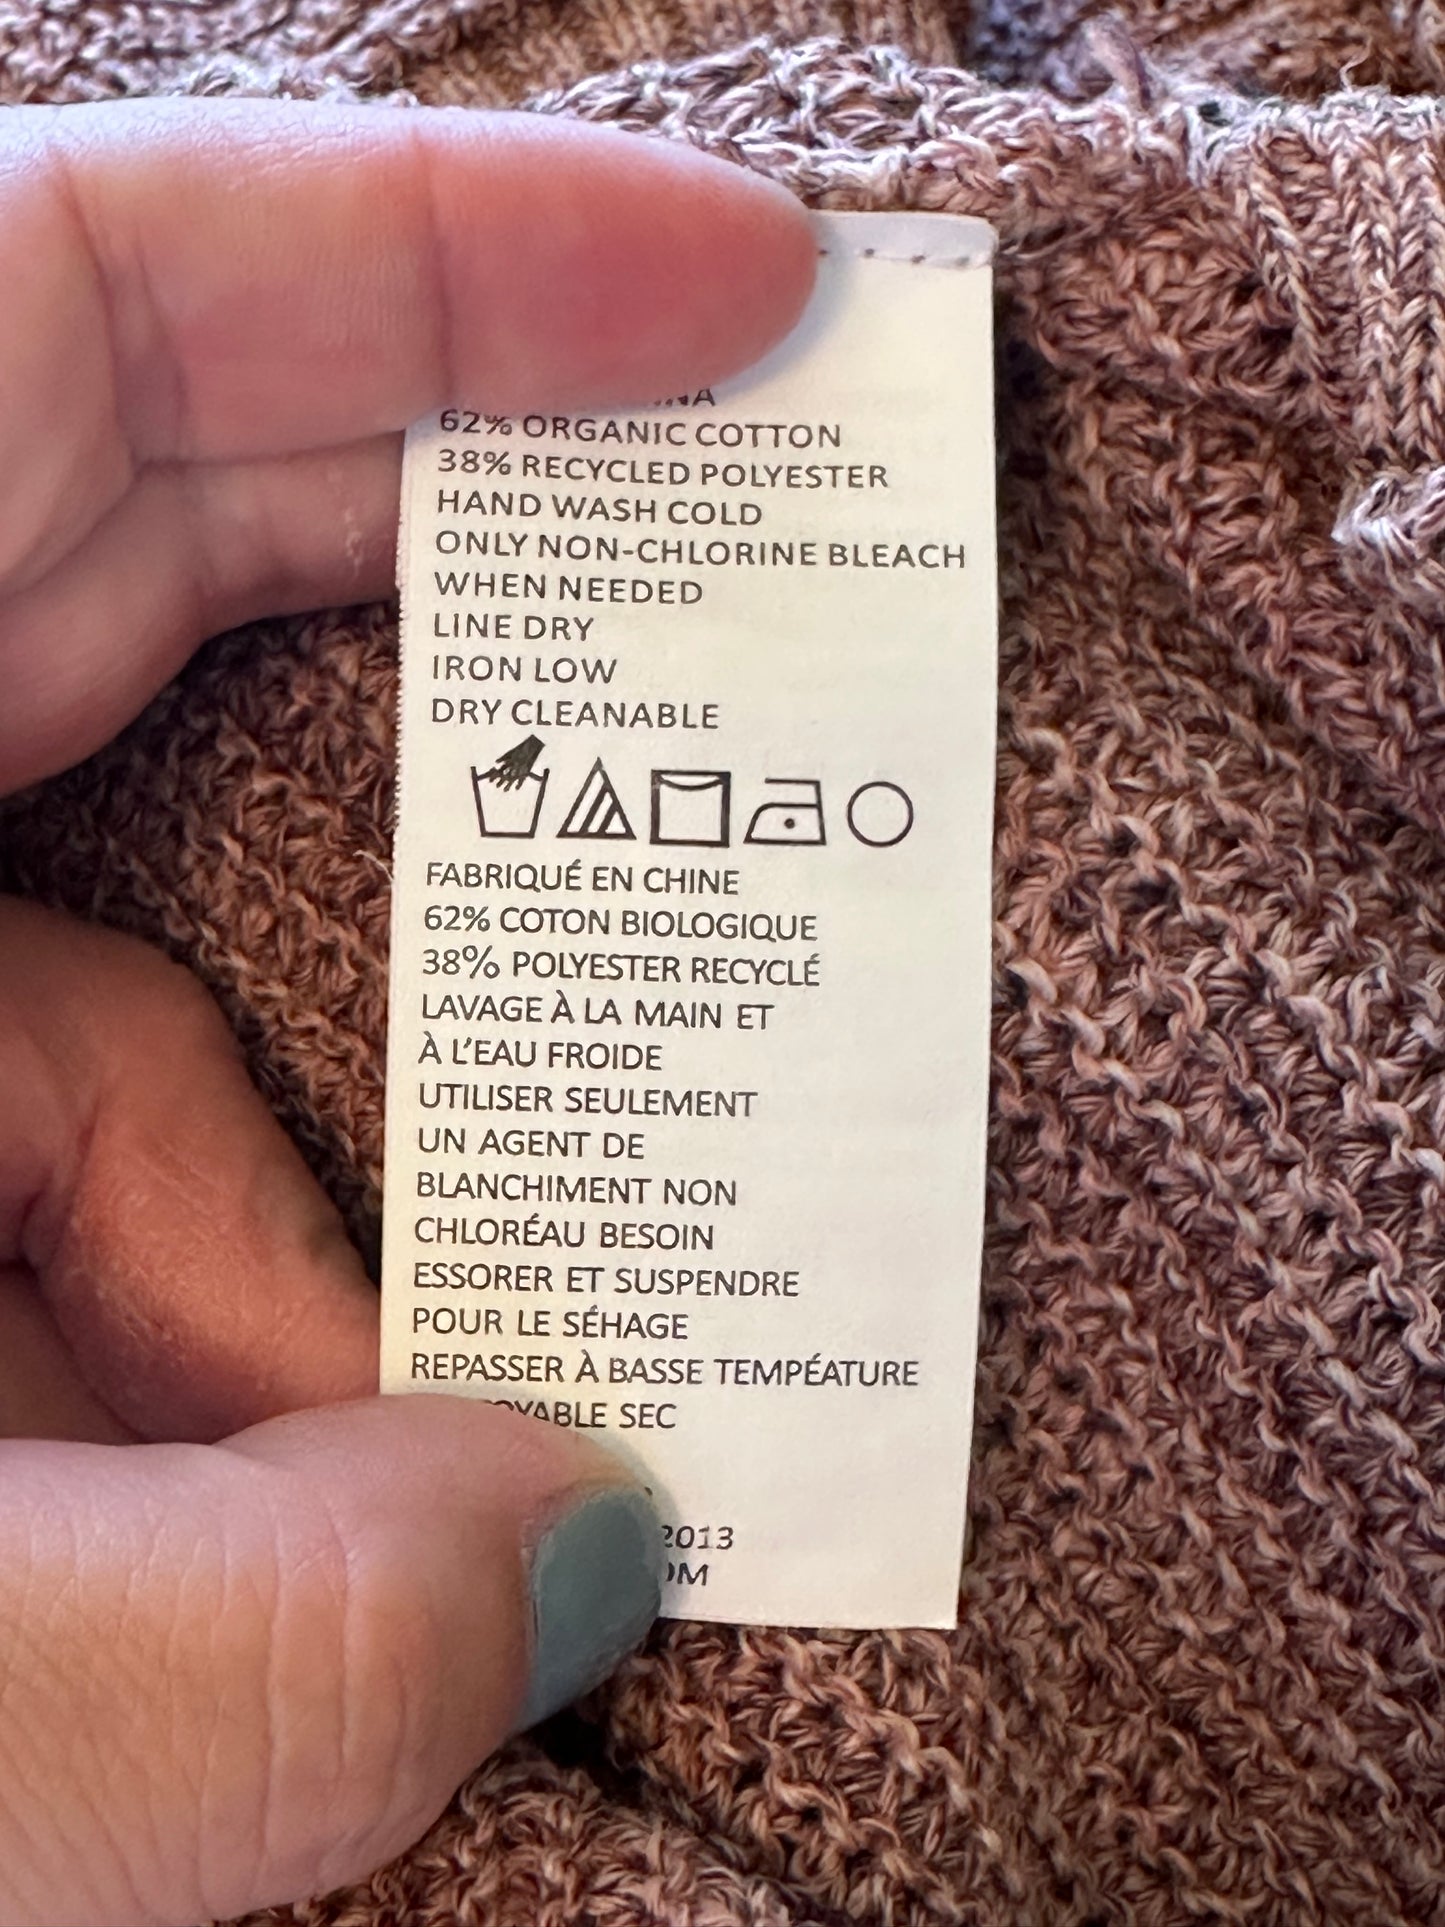 62% ORGANIC COTTON
38% RECYCLED POLYESTER
HAND WASH COLD
ONLY NON-CHLORINE BLEACH
WHEN NEEDED
LINE DRY
IRON LOW
DRY CLEANABLE
FABRIQUÉ EN CHINE
62% COTON BIOLOGIQUE
38% POLYESTER RECYCLÉ
LAVAGE À LA MAIN ET
À L'EAU FROIDE
UTILISER SEULEMENT
UN AGENT DE
BLANCHIMENT NON
CHLORÉAU BESOIN
ESSORER ET SUSPENDRE
POUR LE SÉHAGE
REPASSER À BASSE TEMPÉATURE
SEC
2013